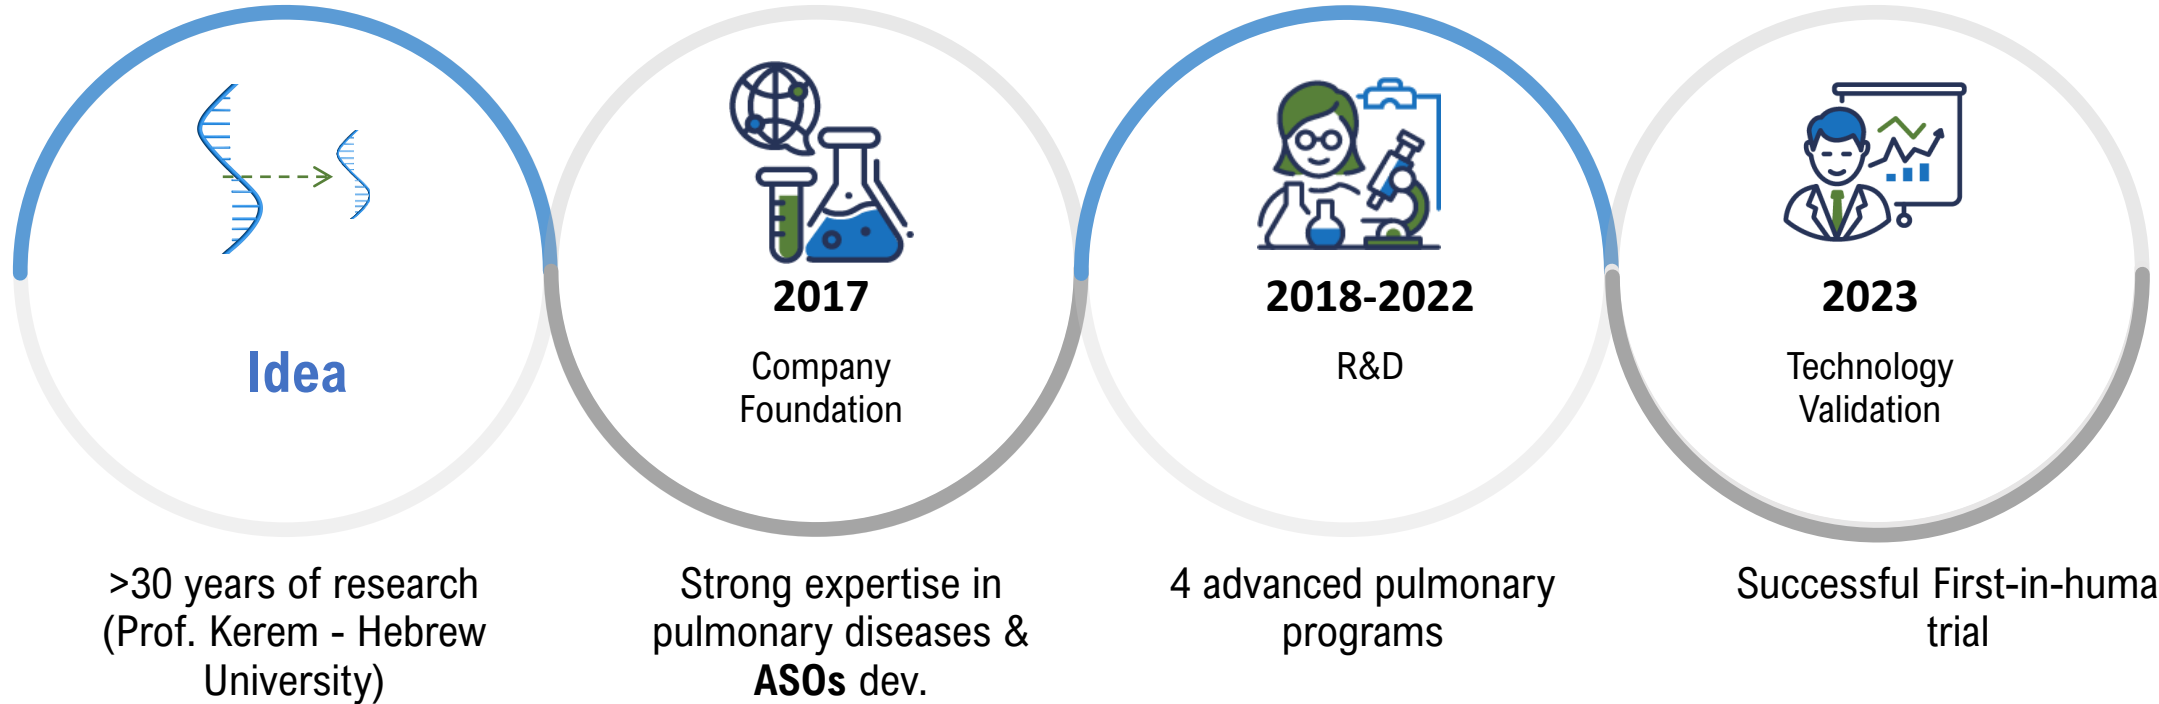 Idea
>30 years of research
(Prof. Kerem - Hebrew
University)
2017
Company
Foundation
Strong expertise in
pulmonary diseases &
ASOs dev.
2018-2022
R&D
4 advanced pulmonary
programs
2023
Technology
Validation
Successful First-in-huma
trial